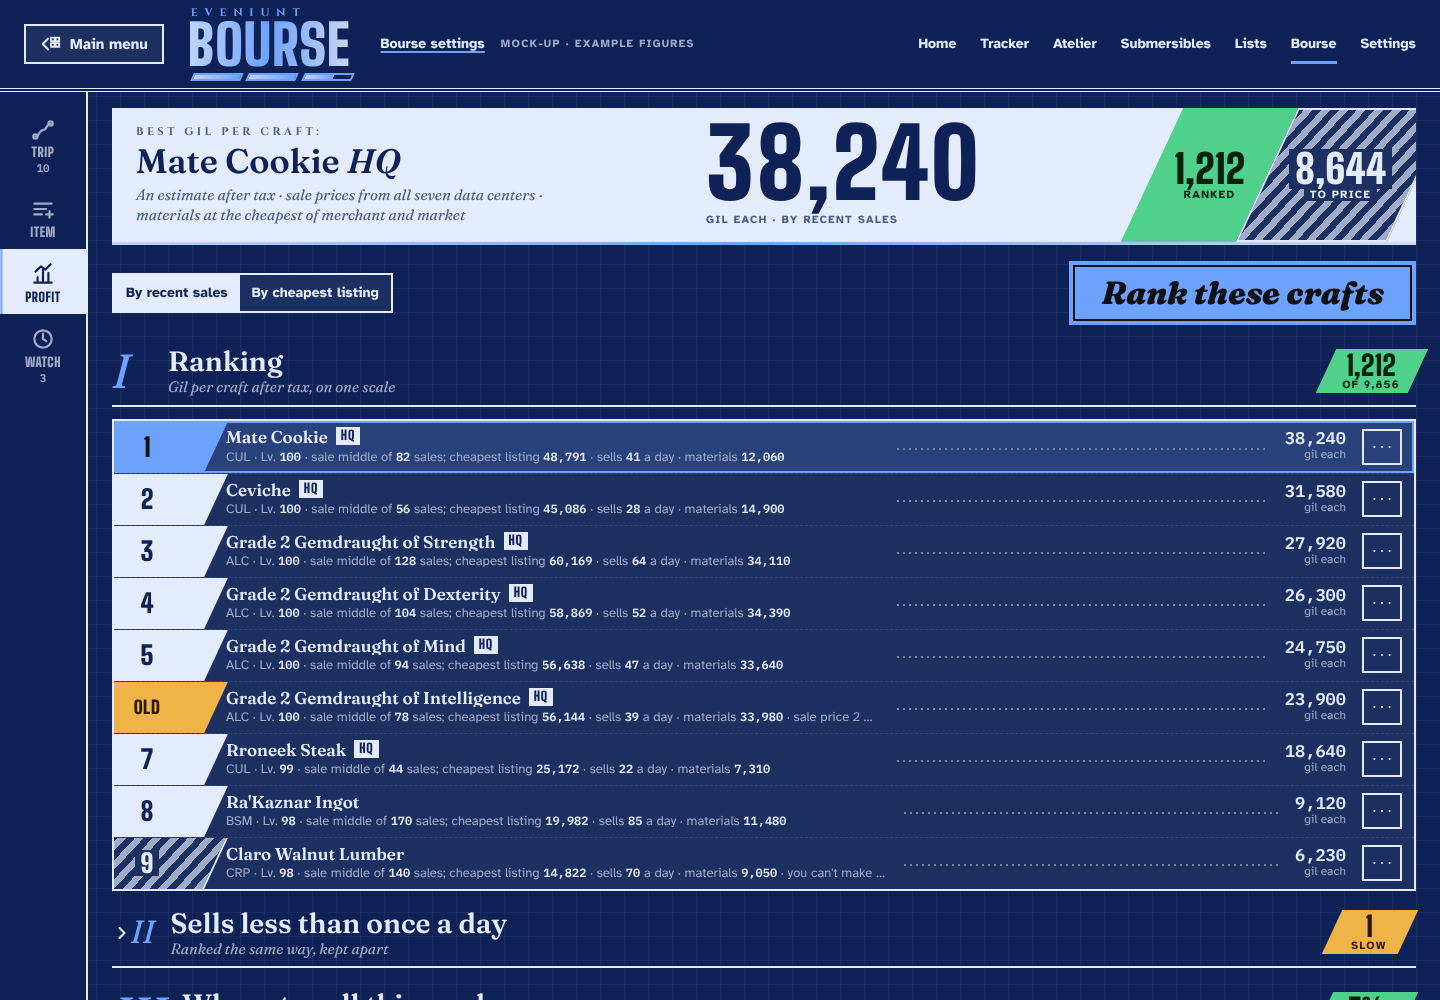 Main menu
EVENIUNT
BOURSE
Bourse settings
MOCK-UP · EXAMPLE FIGURES
Home
Tracker
Atelier
Submersibles
Lists
Bourse
Settings
TRIP
10
ITEM
PROFIT
WATCH
3
BEST GIL PER CRAFT:
Mate Cookie HQ
An estimate after tax · sale prices from all seven data centers ·
materials at the cheapest of merchant and market
38,240
GIL EACH · BY RECENT SALES
1,212
RANKED
8,644
TO PRICE
By recent sales
By cheapest listing
Rank these crafts
I
Ranking
Gil per craft after tax, on one scale
1,212
OF 9,856
1
Mate Cookie HQ
CUL · Lv. 100 · sale middle of 82 sales; cheapest listing 48,791 · sells 41 a day · materials 12,060
38,240
gil each
...
2
Ceviche HQ
CUL · Lv. 100 · sale middle of 56 sales; cheapest listing 45,086 · sells 28 a day · materials 14,900
31,580
gil each
...
3
Grade 2 Gemdraught of Strength HQ
ALC · Lv. 100 · sale middle of 128 sales; cheapest listing 60,169 · sells 64 a day · materials 34,110
27,920
gil each
...
4
Grade 2 Gemdraught of Dexterity HQ
ALC · Lv. 100 · sale middle of 104 sales; cheapest listing 58,869 · sells 52 a day · materials 34,390
26,300
gil each
...
5
Grade 2 Gemdraught of Mind HQ
ALC · Lv. 100 · sale middle of 94 sales; cheapest listing 56,638 · sells 47 a day · materials 33,640
24,750
gil each
...
OLD
Grade 2 Gemdraught of Intelligence HQ
ALC · Lv. 100 · sale middle of 78 sales; cheapest listing 56,144 · sells 39 a day · materials 33,980 · sale price 2 ...
23,900
gil each
...
7
Rroneek Steak HQ
CUL · Lv. 99 · sale middle of 44 sales; cheapest listing 25,172 · sells 22 a day · materials 7,310
18,640
gil each
...
8
Ra'Kaznar Ingot
BSM · Lv. 98 · sale middle of 170 sales; cheapest listing 19,982 · sells 85 a day · materials 11,480
9,120
gil each
...
9
Claro Walnut Lumber
CRP · Lv. 98 · sale middle of 140 sales; cheapest listing 14,822 · sells 70 a day · materials 9,050 · you can't make ...
6,230
gil each
...
II
Sells less than once a day
Ranked the same way, kept apart
1
SLOW